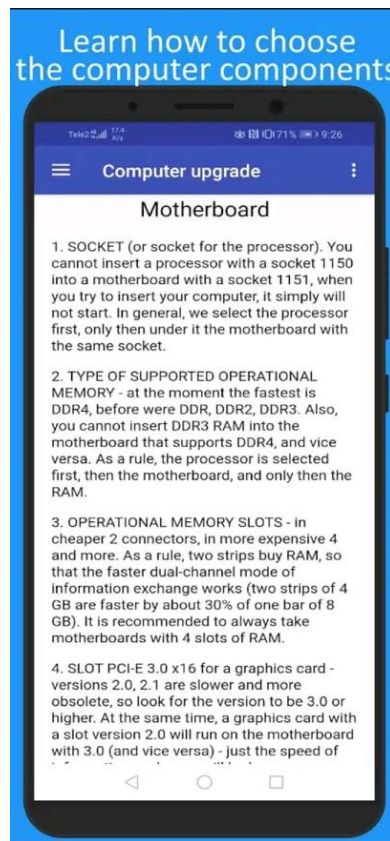 Learn how to choose
the computer components
Tele2 17.4 K/s 71% 9:26
Computer upgrade
Motherboard
1. SOCKET (or socket for the processor). You
cannot insert a processor with a socket 1150
into a motherboard with a socket 1151, when
you try to insert your computer, it simply will
not start. In general, we select the processor
first, only then under it the motherboard with
the same socket.
2. TYPE OF SUPPORTED OPERATIONAL
MEMORY - at the moment the fastest is
DDR4, before were DDR, DDR2, DDR3. Also,
you cannot insert DDR3 RAM into the
motherboard that supports DDR4, and vice
versa. As a rule, the processor is selected
first, then the motherboard, and only then the
RAM.
3. OPERATIONAL MEMORY SLOTS - in
cheaper 2 connectors, in more expensive 4
and more. As a rule, two strips buy RAM, so
that the faster dual-channel mode of
information exchange works (two strips of 4
GB are faster by about 30% of one bar of 8
GB). It is recommended to always take
motherboards with 4 slots of RAM.
4. SLOT PCI-E 3.0 x16 for a graphics card -
versions 2.0, 2.1 are slower and more
obsolete, so look for the version to be 3.0 or
higher. At the same time, a graphics card with
a slot version 2.0 will run on the motherboard
with 3.0 (and vice versa) - just the speed of